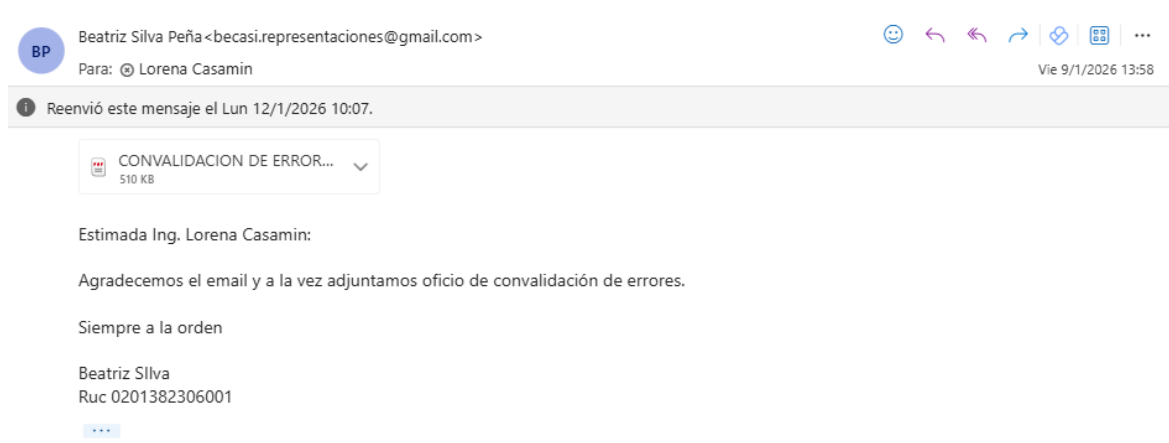 BP
Beatriz Silva Peña<becasi.representaciones@gmail.com>
Para: Lorena Casamin
Vie 9/1/2026 13:58
Reenvió este mensaje el Lun 12/1/2026 10:07.
CONVALIDACION DE ERROR...
510 KB
Estimada Ing. Lorena Casamin:
Agradecemos el email y a la vez adjuntamos oficio de convalidación de errores.
Siempre a la orden
Beatriz SIlva
Ruc 0201382306001
...